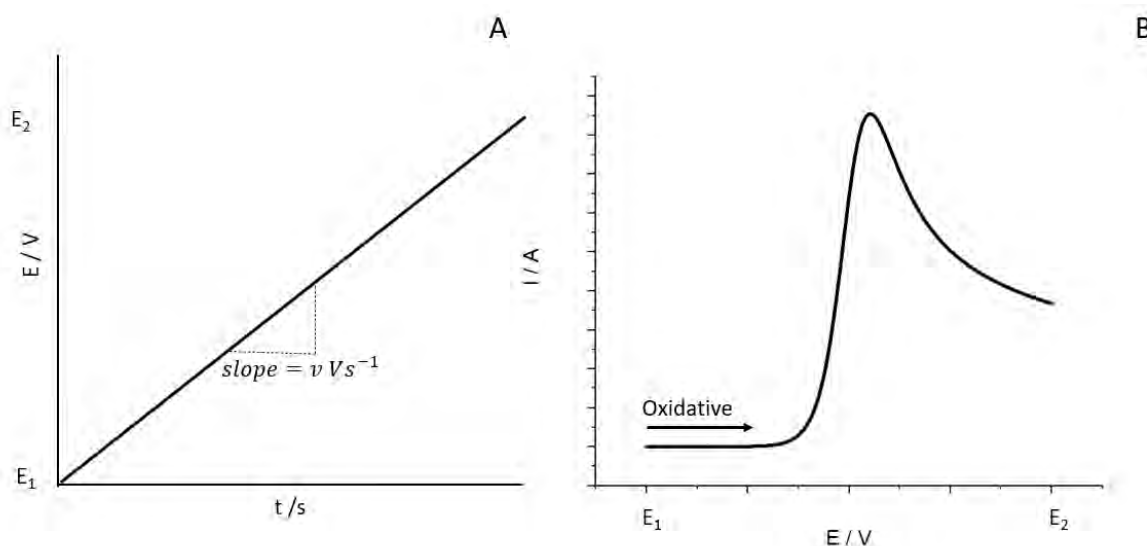 A
E₂
E / V
slope = v Vs⁻¹
E₁
t /s
B
I / A
Oxidative
E₁
E₂
E / V